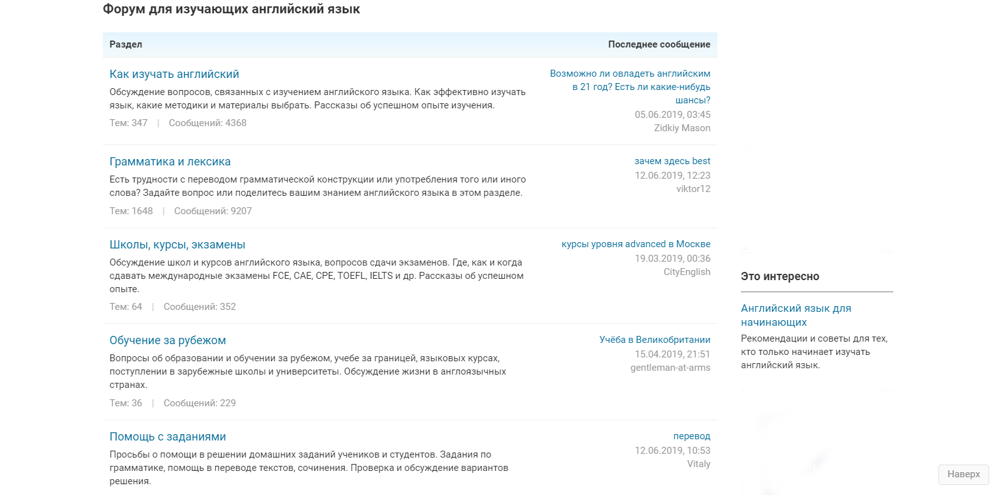 Форум для изучающих английский язык
Раздел
Последнее сообщение
Как изучать английский
Обсуждение вопросов, связанных с изучением английского языка. Как эффективно изучать
язык, какие методики и материалы выбрать. Рассказы об успешном опыте изучения.
Тем: 347 | Сообщений: 4368
Возможно ли овладеть английским
в 21 год? Есть ли какие-нибудь
шансы?
05.06.2019, 03:45
Zidkiy Mason
Грамматика и лексика
Есть трудности с переводом грамматической конструкции или употребления того или иного
слова? Задайте вопрос или поделитесь вашим знанием английского языка в этом разделе.
Тем: 1648 | Сообщений: 9207
зачем здесь best
12.06.2019, 12:23
viktor12
Школы, курсы, экзамены
Обсуждение школ и курсов английского языка, вопросов сдачи экзаменов. Где, как и когда
сдавать международные экзамены FCE, CAE, CPE, TOEFL, IELTS и др. Рассказы об успешном
опыте.
Тем: 64 | Сообщений: 352
курсы уровня advanced в Москве
19.03.2019, 00:36
CityEnglish
Обучение за рубежом
Вопросы об образовании и обучении за рубежом, учебе за границей, языковых курсах,
поступлении в зарубежные школы и университеты. Обсуждение жизни в англоязычных
странах.
Тем: 36 | Сообщений: 229
Учёба в Великобритании
15.04.2019, 21:51
gentleman-at-arms
Помощь с заданиями
Просьбы о помощи в решении домашних заданий учеников и студентов. Задания по
грамматике, помощь в переводе текстов, сочинения. Проверка и обсуждение вариантов
решения.
перевод
12.06.2019, 10:53
Vitaly
Это интересно
Английский язык для
начинающих
Рекомендации и советы для тех,
кто только начинает изучать
английский язык.
Наверх